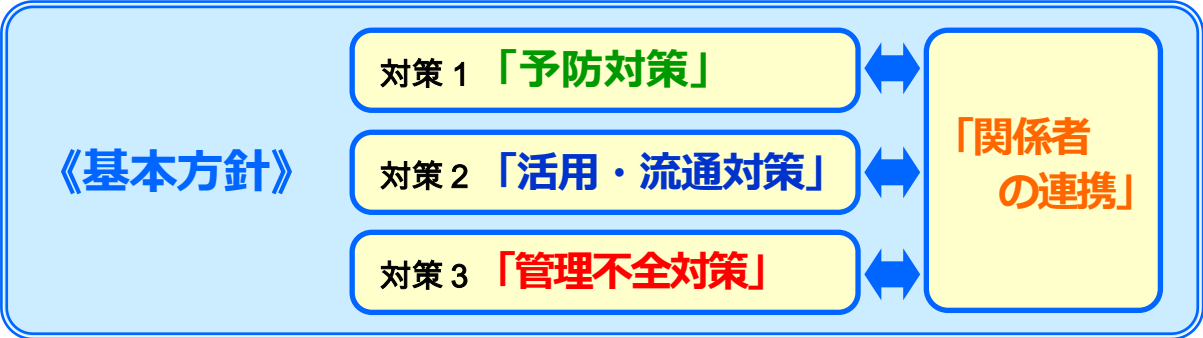 《基本方針》
対策1「予防対策」
対策2「活用・流通対策」
対策3「管理不全対策」
「関係者
の連携」